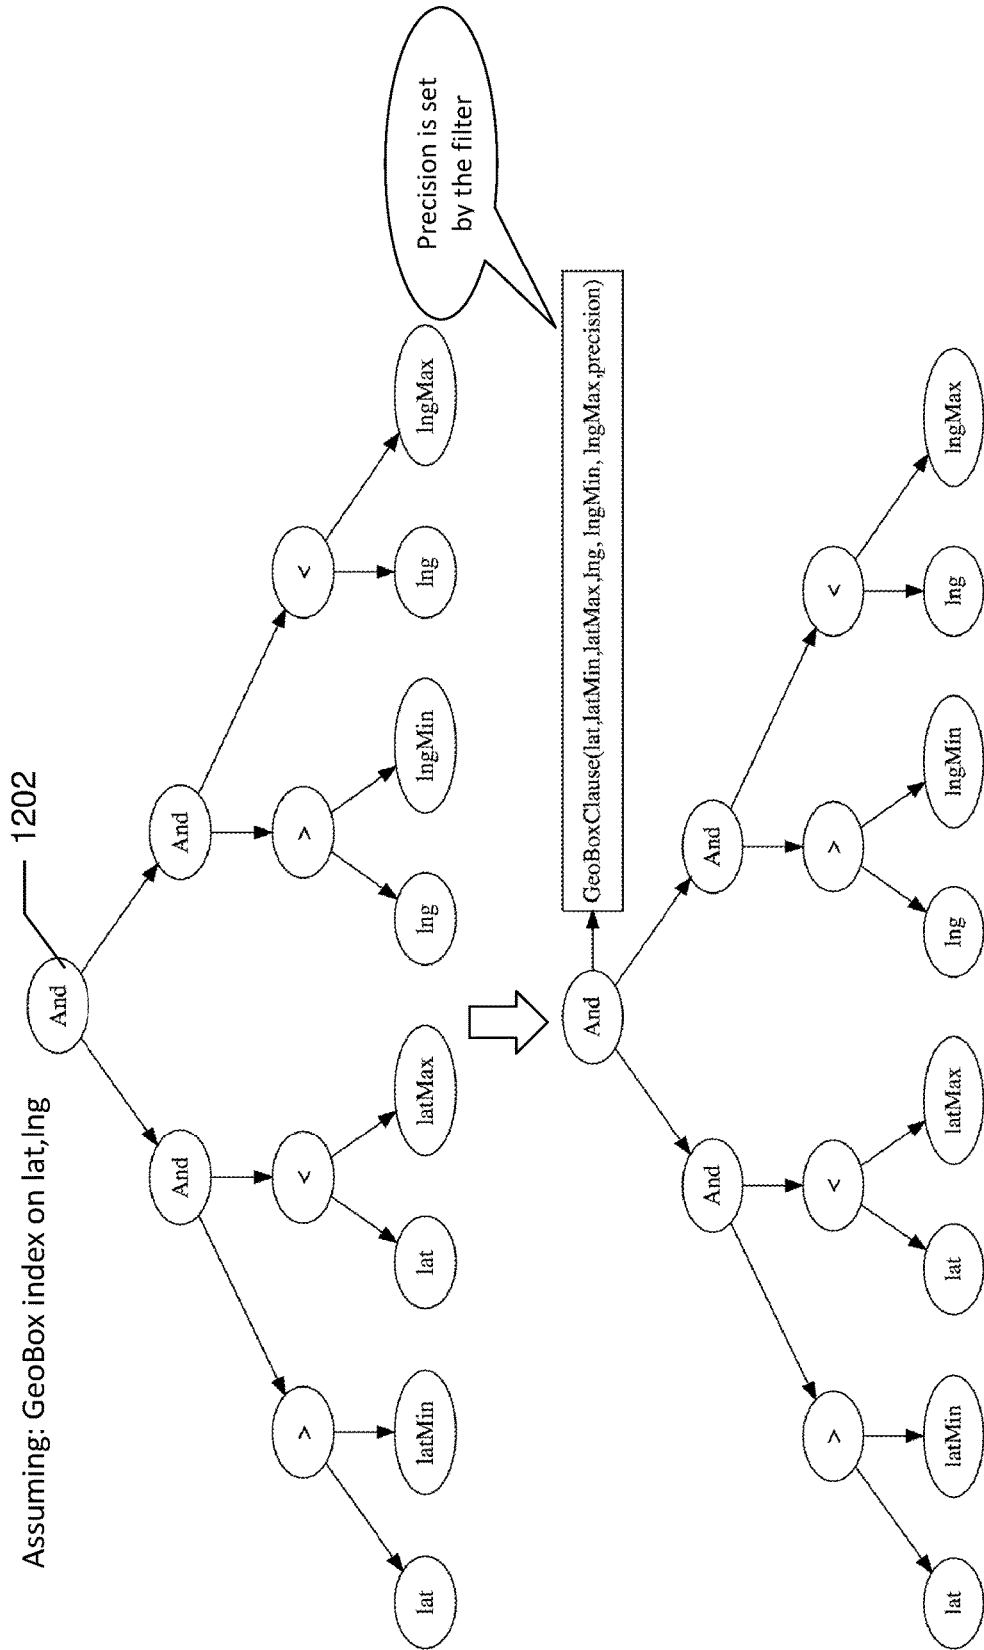 Assuming: GeoBox index on lat,lng
1202
And
And
And
>
<
>
<
lat
latMin
lat
latMax
lng
lngMin
lng
lngMax
Precision is set
by the filter
And
GeoBoxClause(lat,latMin,latMax,lng, lngMin, lngMax,precision)
And
And
>
<
>
<
lat
latMin
lat
latMax
lng
lngMin
lng
lngMax